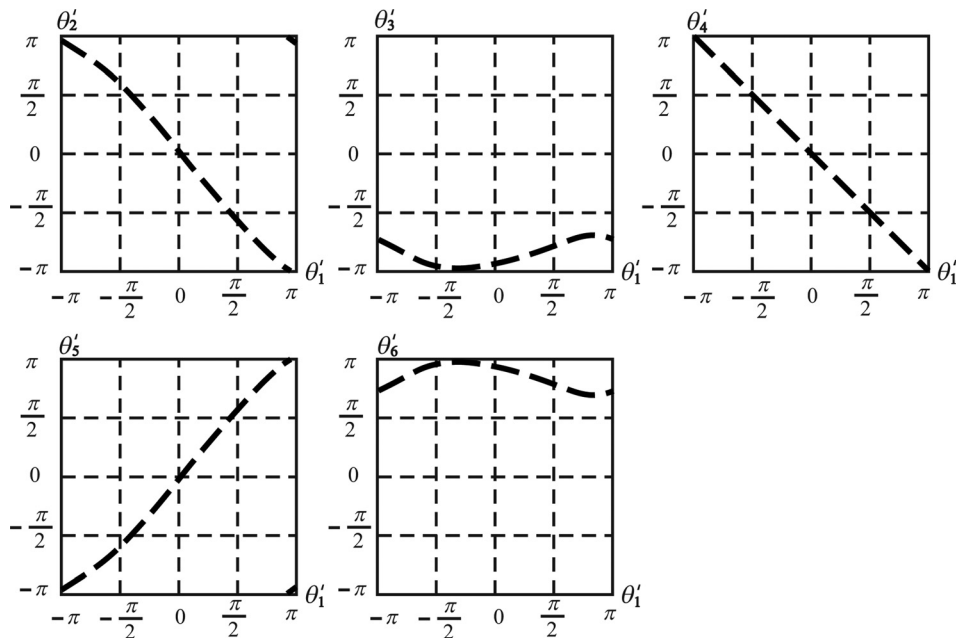 θ′2 θ′3 θ′4
π π π
π/2 π/2 π/2
0 0 0
−π/2 −π/2 −π/2
−π θ′1 −π θ′1 −π θ′1
−π −π/2 0 π/2 π −π −π/2 0 π/2 π −π −π/2 0 π/2 π
θ′5 θ′6
π π
π/2 π/2
0 0
−π/2 −π/2
−π θ′1 −π θ′1
−π −π/2 0 π/2 π −π −π/2 0 π/2 π